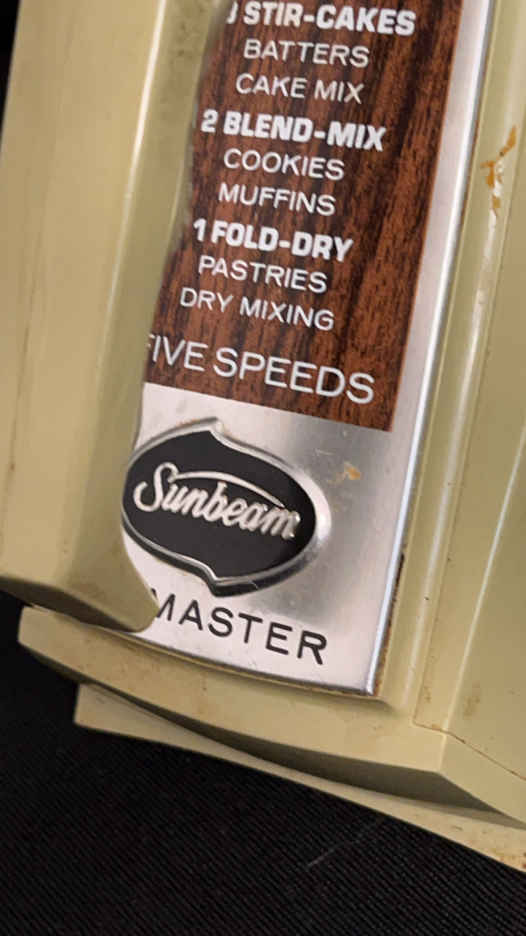 STIR-CAKES
BATTERS
CAKE MIX
2 BLEND-MIX
COOKIES
MUFFINS
1 FOLD-DRY
PASTRIES
DRY MIXING
FIVE SPEEDS
Sunbeam
MASTER